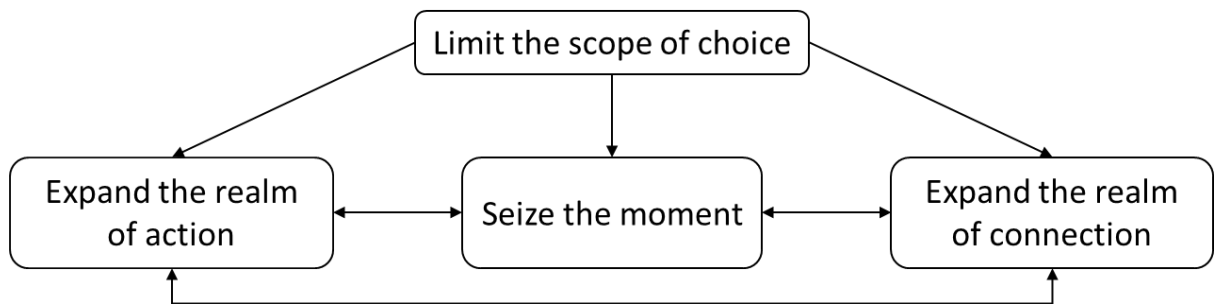 Limit the scope of choice
Expand the realm
of action
Seize the moment
Expand the realm
of connection